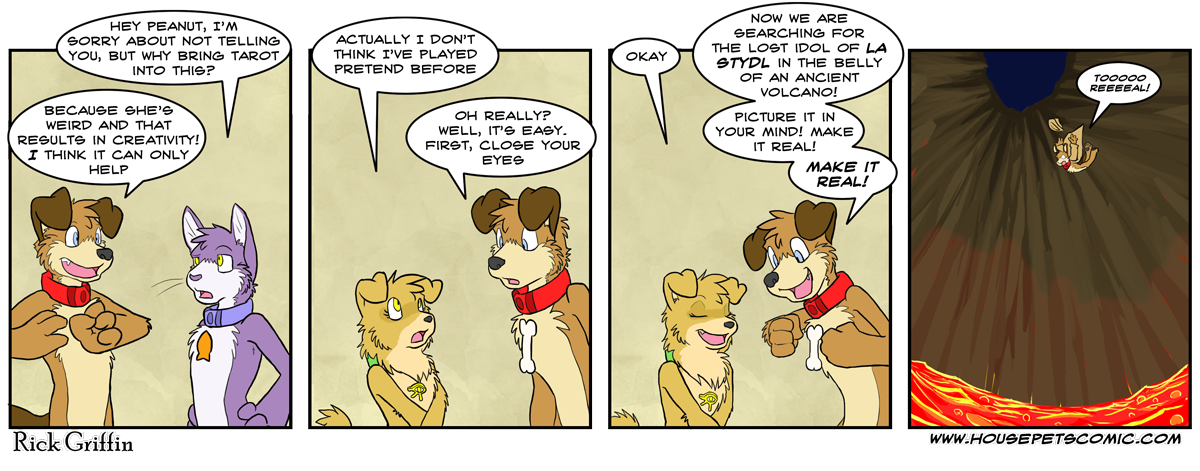 HEY PEANUT, I'M
SORRY ABOUT NOT TELLING
YOU, BUT WHY BRING TAROT
INTO THIS?
BECAUSE SHE'S
WEIRD AND THAT
RESULTS IN CREATIVITY!
I THINK IT CAN ONLY
HELP
ACTUALLY I DON'T
THINK I'VE PLAYED
PRETEND BEFORE
OH REALLY?
WELL, IT'S EASY.
FIRST, CLOSE YOUR
EYES
OKAY
NOW WE ARE
SEARCHING FOR
THE LOST IDOL OF LA
STYDL IN THE BELLY
OF AN ANCIENT
VOLCANO!
PICTURE IT IN
YOUR MIND! MAKE
IT REAL!
MAKE IT
REAL!
TOOOOO
REEEEAL!
Rick Griffin
WWW.HOUSEPETSCOMIC.COM